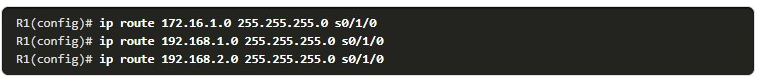 R1(config)# ip route 172.16.1.0 255.255.255.0 s0/1/0
R1(config)# ip route 192.168.1.0 255.255.255.0 s0/1/0
R1(config)# ip route 192.168.2.0 255.255.255.0 s0/1/0